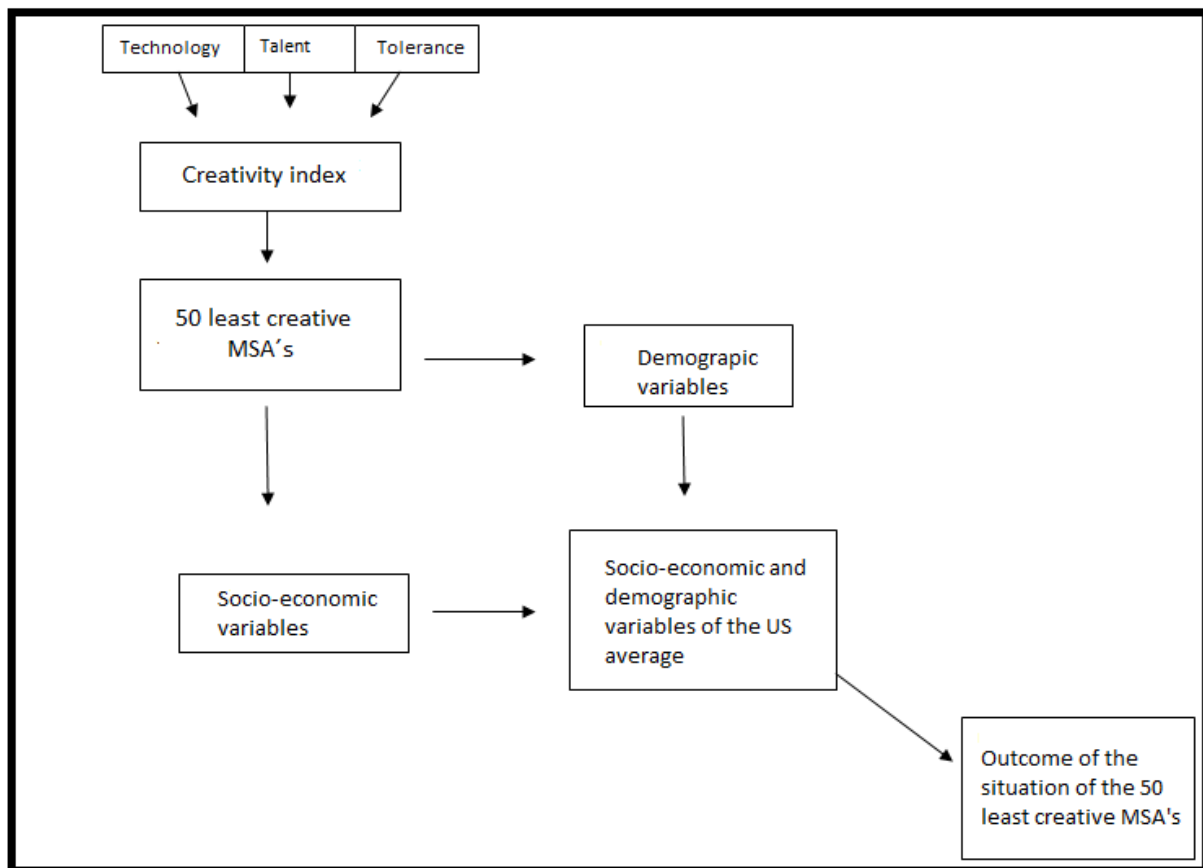 Technology
Talent
Tolerance
Creativity index
50 least creative
MSA´s
Demograpic
variables
Socio-economic
variables
Socio-economic and
demographic
variables of the US
average
Outcome of the
situation of the 50
least creative MSA's